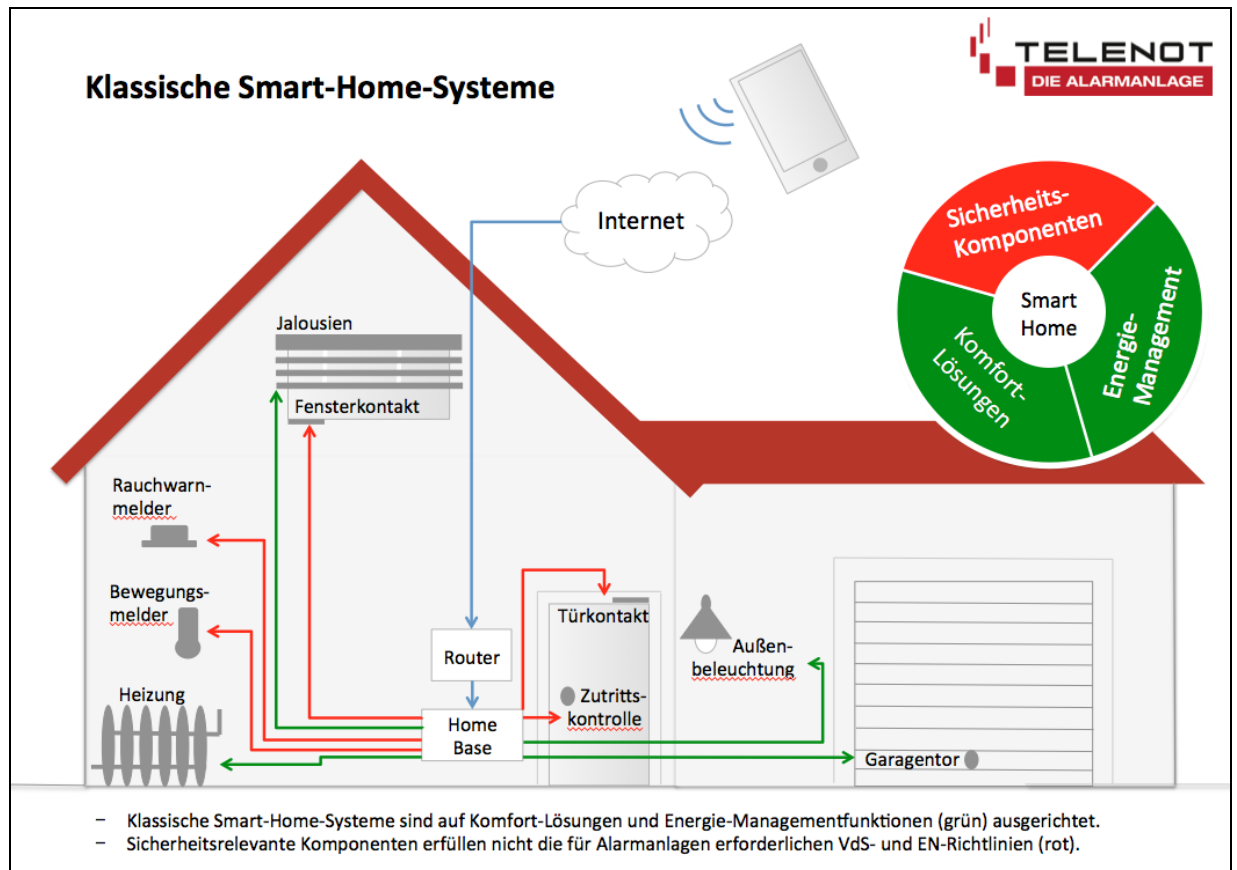 Klassische Smart-Home-Systeme
TELENOT
DIE ALARMANLAGE
Internet
Sicherheits-
Komponenten
Smart
Home
Energie-
Management
Komfort-
Lösungen
Jalousien
Fensterkontakt
Rauchwarn-
melder
Bewegungs-
melder
Heizung
Router
Home
Base
Türkontakt
Zutritts-
kontrolle
Außen-
beleuchtung
Garagentor
– Klassische Smart-Home-Systeme sind auf Komfort-Lösungen und Energie-Managementfunktionen (grün) ausgerichtet.
– Sicherheitsrelevante Komponenten erfüllen nicht die für Alarmanlagen erforderlichen VdS- und EN-Richtlinien (rot).